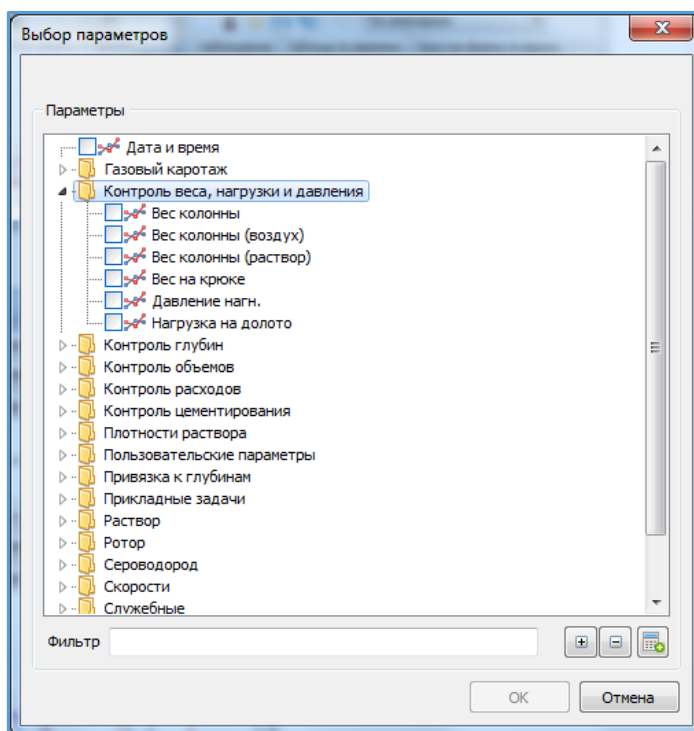 Выбор параметров
Параметры
Дата и время
Газовый каротаж
Контроль веса, нагрузки и давления
Вес колонны
Вес колонны (воздух)
Вес колонны (раствор)
Вес на крюке
Давление нагн.
Нагрузка на долото
Контроль глубин
Контроль объемов
Контроль расходов
Контроль цементирования
Плотности раствора
Пользовательские параметры
Привязка к глубинам
Прикладные задачи
Раствор
Ротор
Сероводород
Скорости
Служебные
Фильтр
OK
Отмена